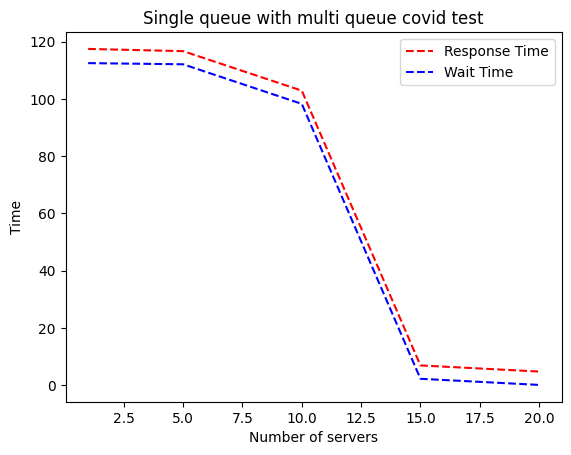 Single queue with multi queue covid test
Response Time
Wait Time
120
100
80
60
40
20
0
Time
2.5 5.0 7.5 10.0 12.5 15.0 17.5 20.0
Number of servers